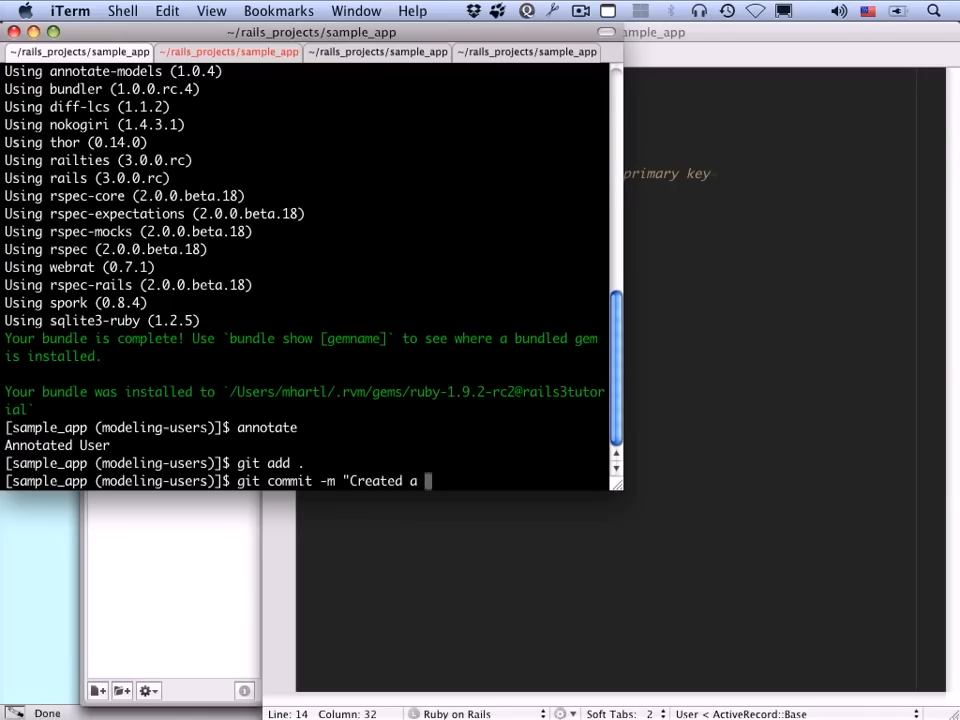 iTerm Shell Edit View Bookmarks Window Help
~/rails_projects/sample_app
~/rails_projects/sample_app ~/rails_projects/sample_app ~/rails_projects/sample_app ~/rails_projects/sample_app
Using annotate-models (1.0.4)
Using bundler (1.0.0.rc.4)
Using diff-lcs (1.1.2)
Using nokogiri (1.4.3.1)
Using thor (0.14.0)
Using railties (3.0.0.rc)
Using rails (3.0.0.rc)
Using rspec-core (2.0.0.beta.18)
Using rspec-expectations (2.0.0.beta.18)
Using rspec-mocks (2.0.0.beta.18)
Using rspec (2.0.0.beta.18)
Using webrat (0.7.1)
Using rspec-rails (2.0.0.beta.18)
Using spork (0.8.4)
Using sqlite3-ruby (1.2.5)
Your bundle is complete! Use `bundle show [gemname]` to see where a bundled gem
is installed.
Your bundle was installed to `/Users/mhartl/.rvm/gems/ruby-1.9.2-rc2@rails3tutor
ial`
[sample_app (modeling-users)]$ annotate
Annotated User
[sample_app (modeling-users)]$ git add .
[sample_app (modeling-users)]$ git commit -m "Created a
ample_app
primary key
Done
Line: 14 Column: 32 Ruby on Rails Soft Tabs: 2 User < ActiveRecord::Base